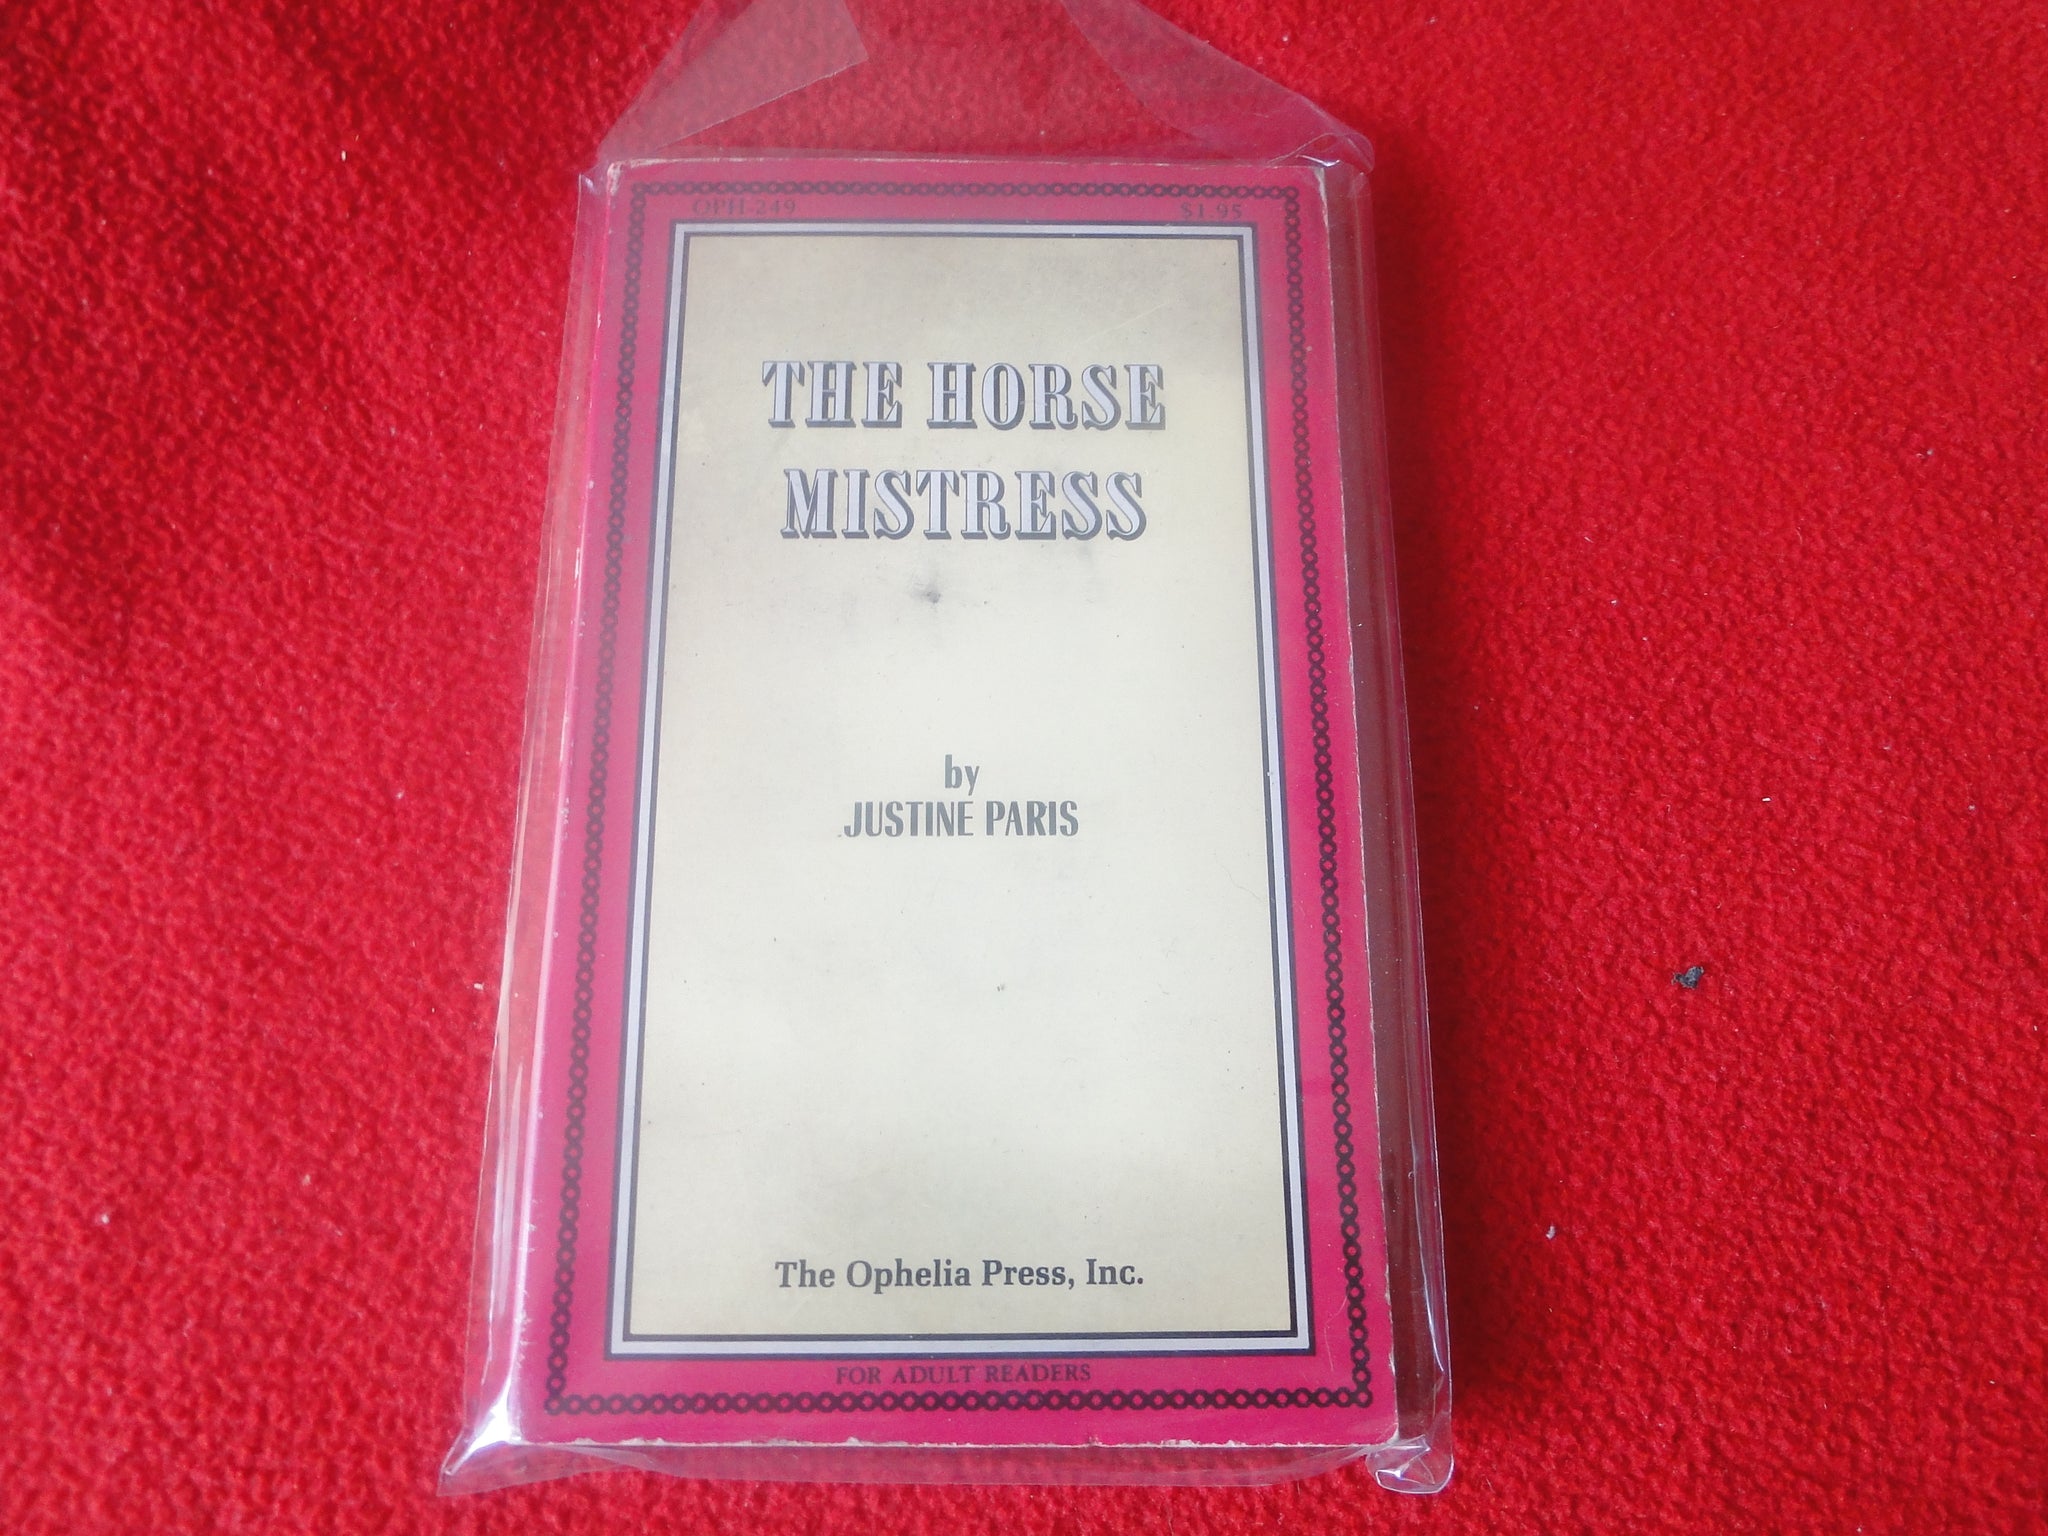 OPH-249 $1.95
THE HORSE
MISTRESS
by
JUSTINE PARIS
The Ophelia Press, Inc.
FOR ADULT READERS